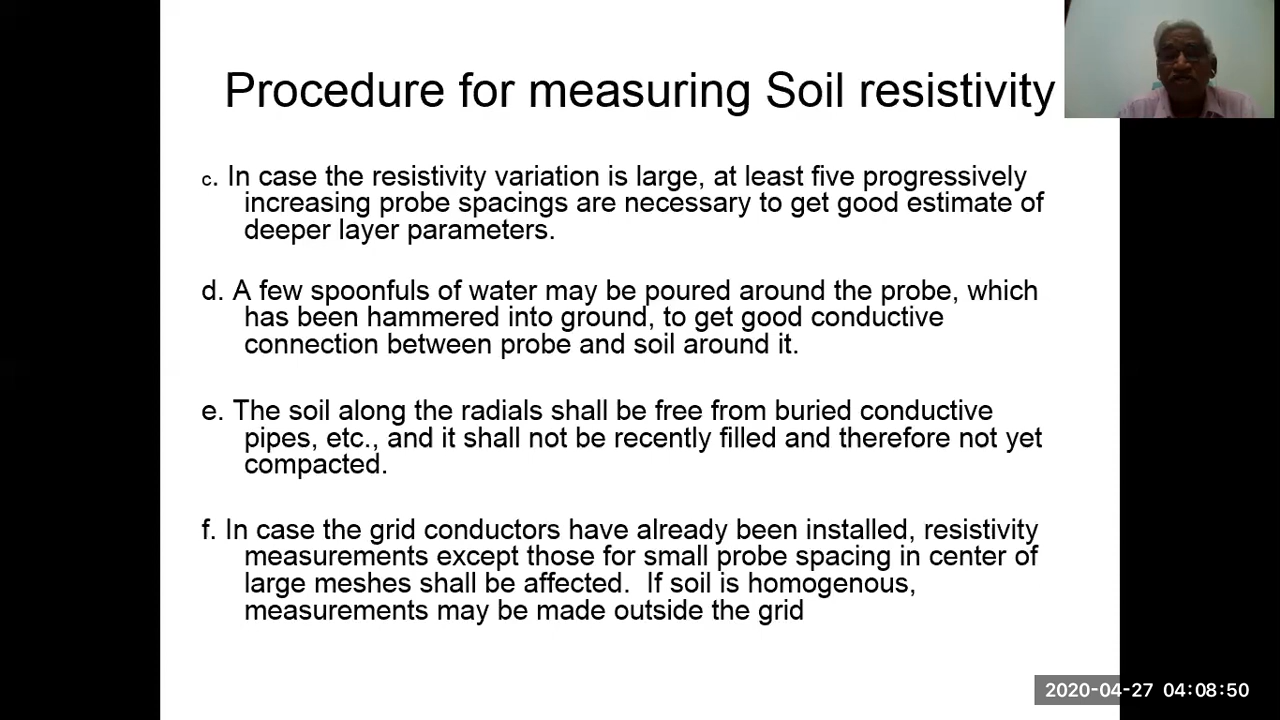 Procedure for measuring Soil resistivity
c. In case the resistivity variation is large, at least five progressively
increasing probe spacings are necessary to get good estimate of
deeper layer parameters.
d. A few spoonfuls of water may be poured around the probe, which
has been hammered into ground, to get good conductive
connection between probe and soil around it.
e. The soil along the radials shall be free from buried conductive
pipes, etc., and it shall not be recently filled and therefore not yet
compacted.
f. In case the grid conductors have already been installed, resistivity
measurements except those for small probe spacing in center of
large meshes shall be affected.  If soil is homogenous,
measurements may be made outside the grid
2020-04-27 04:08:50